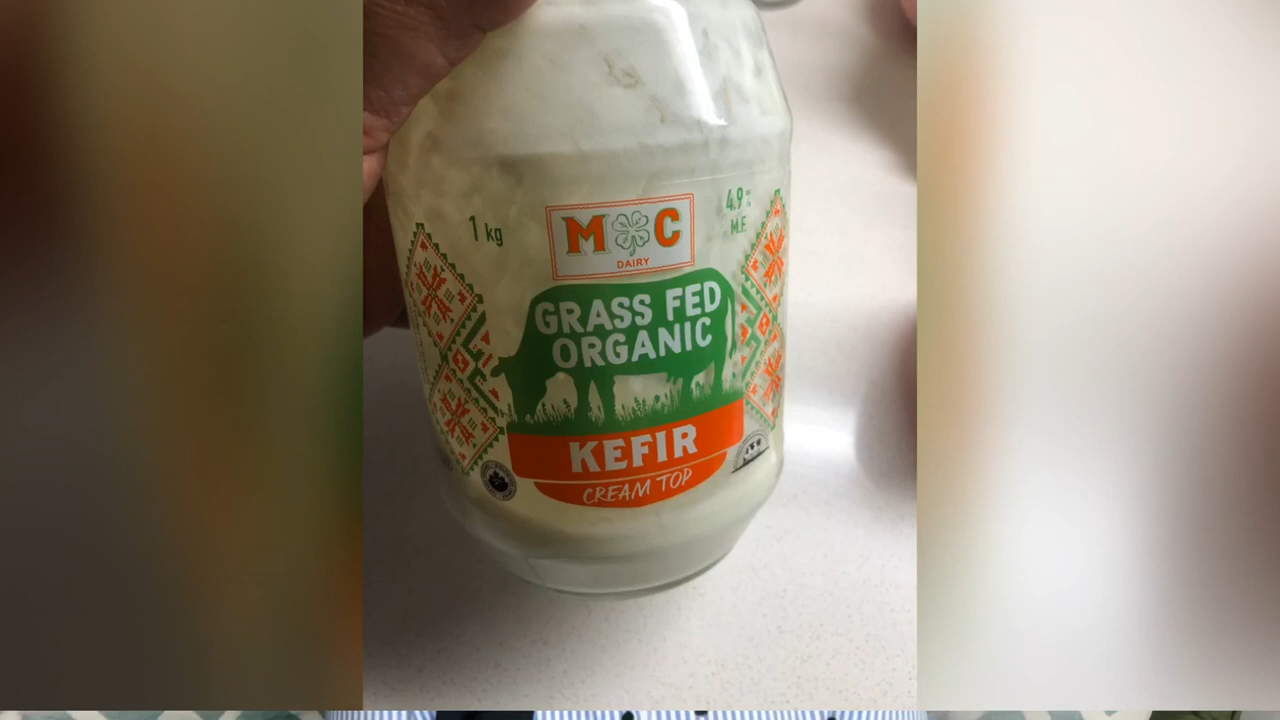 1 kg
M C
DAIRY
4.9%
M.F.
GRASS FED
ORGANIC
KEFIR
CREAM TOP